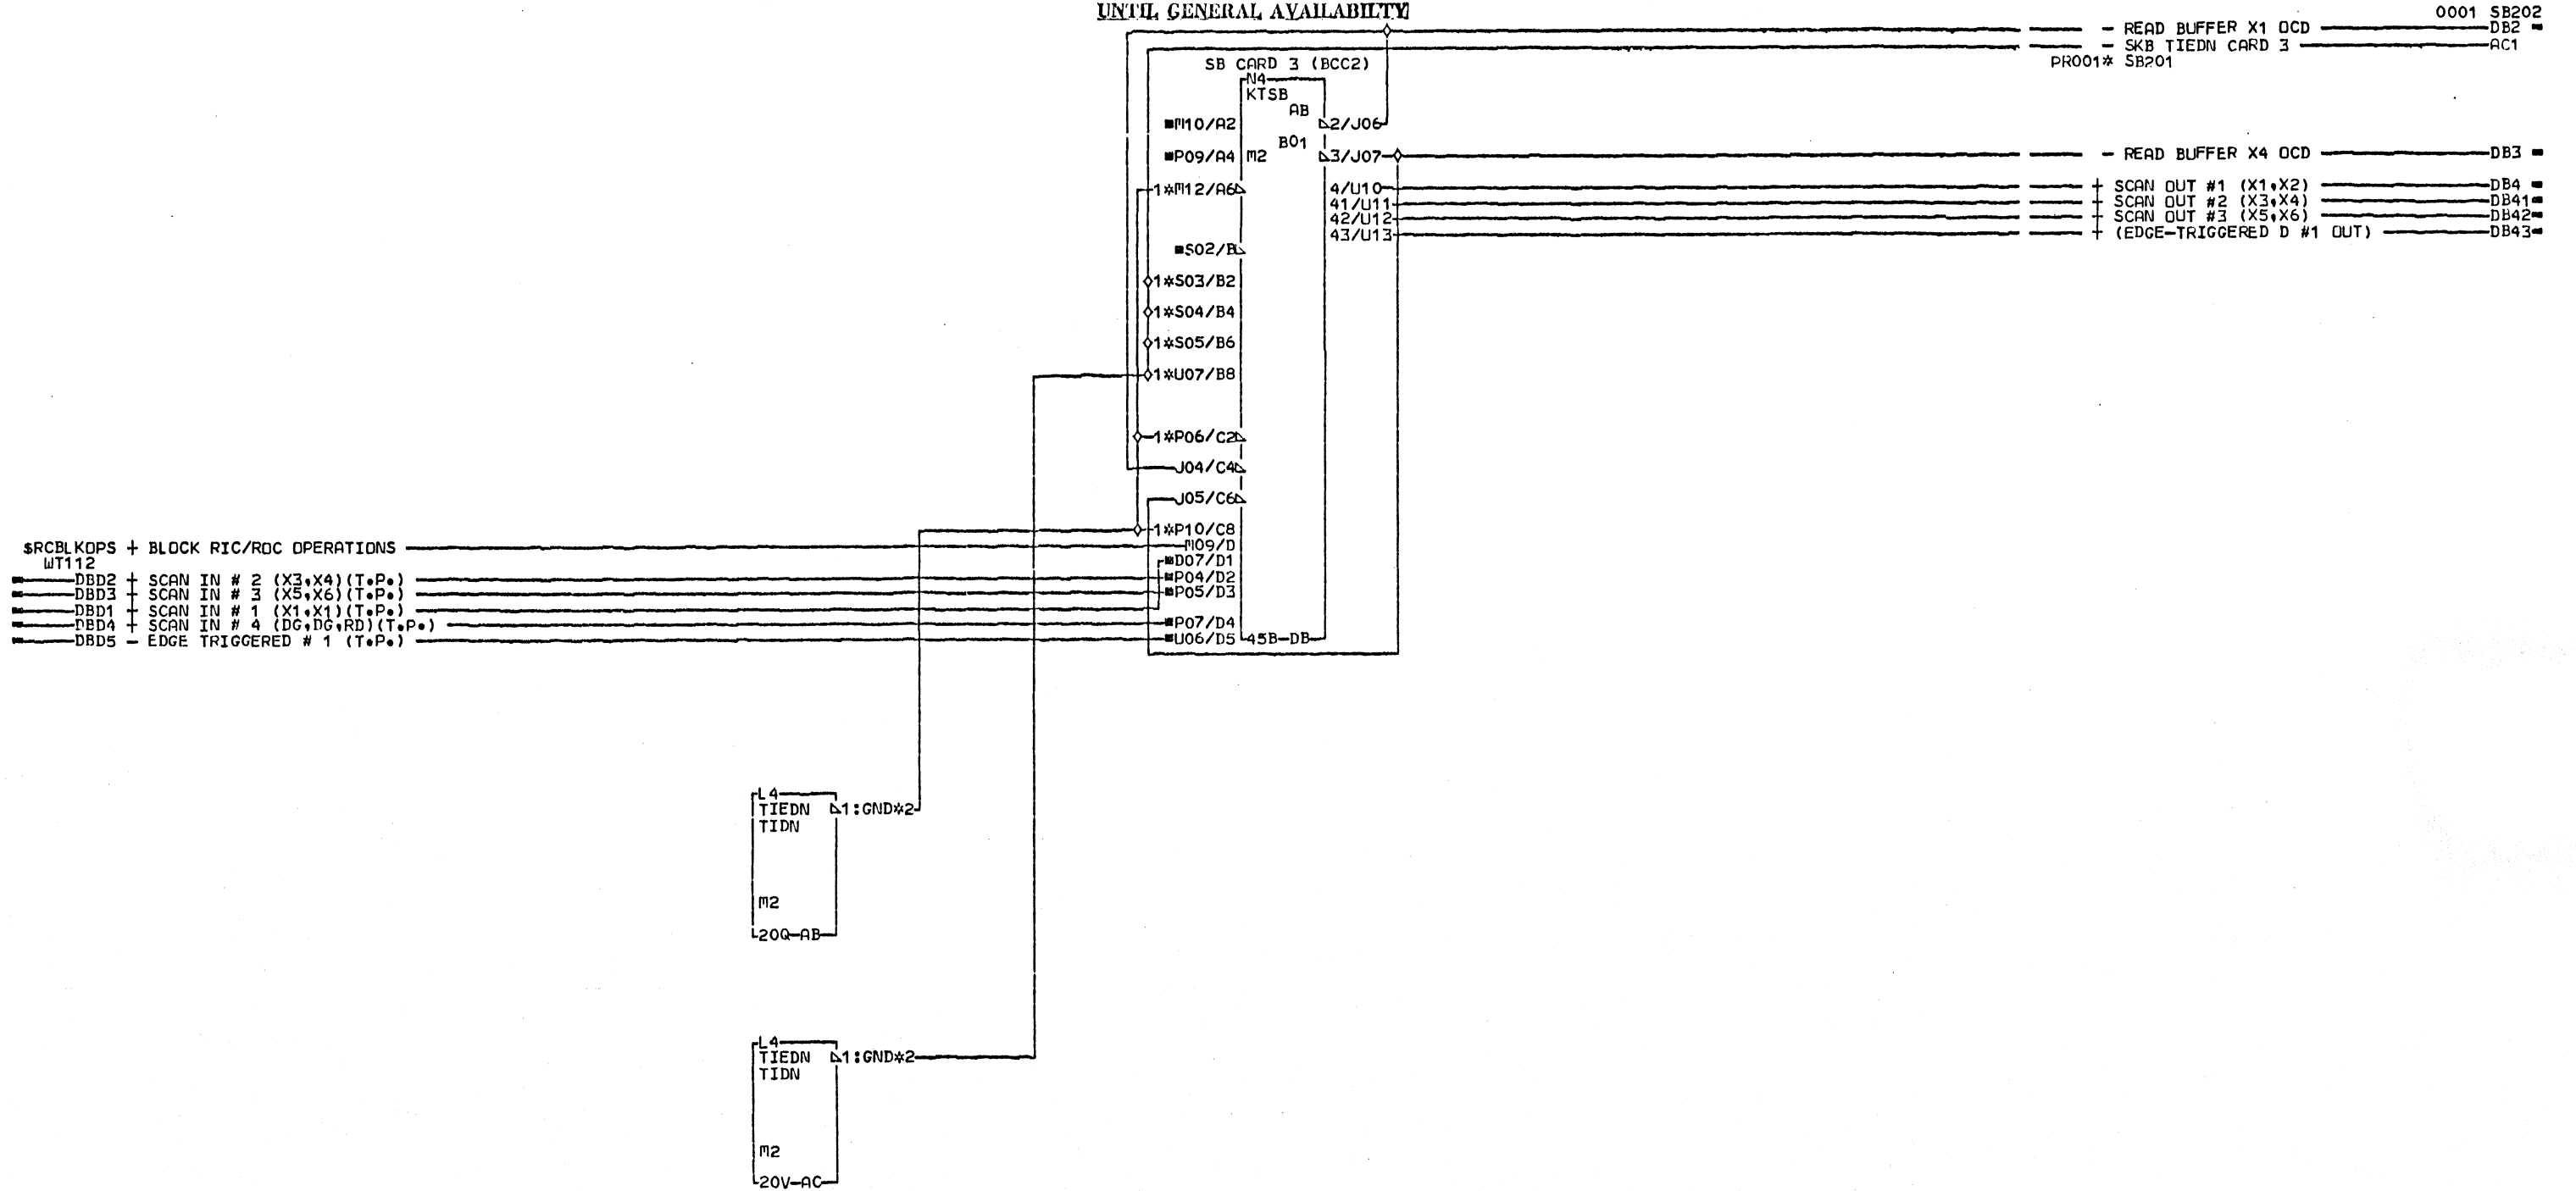 UNTIL GENERAL AVAILABILTY
0001 SB202
- READ BUFFER X1 OCD DB2
- SKB TIEDN CARD 3 AC1
PR001* SB201
SB CARD 3 (BCC2)
N4
KTSB
AB
M10/A2 2/J06
B01
P09/A4 M2 3/J07 - READ BUFFER X4 OCD DB3
1*M12/A6 4/U10 + SCAN OUT #1 (X1,X2) DB4
41/U11 + SCAN OUT #2 (X3,X4) DB41
42/U12 + SCAN OUT #3 (X5,X6) DB42
43/U13 + (EDGE-TRIGGERED D #1 OUT) DB43
S02/B
1*S03/B2
1*S04/B4
1*S05/B6
1*U07/B8
1*P06/C2
J04/C4
J05/C6
1*P10/C8
$RCBLKOPS + BLOCK RIC/ROC OPERATIONS M09/D
WT112 D07/D1
DBD2 + SCAN IN # 2 (X3,X4)(T.P.) P04/D2
DBD3 + SCAN IN # 3 (X5,X6)(T.P.) P05/D3
DBD1 + SCAN IN # 1 (X1,X1)(T.P.)
DBD4 + SCAN IN # 4 (DG,DG,RD)(T.P.) P07/D4
DBD5 - EDGE TRIGGERED # 1 (T.P.) U06/D5 45B-DB
L4
TIEDN 1:GND*2
TIDN
M2
20Q-AB
L4
TIEDN 1:GND*2
TIDN
M2
20V-AC